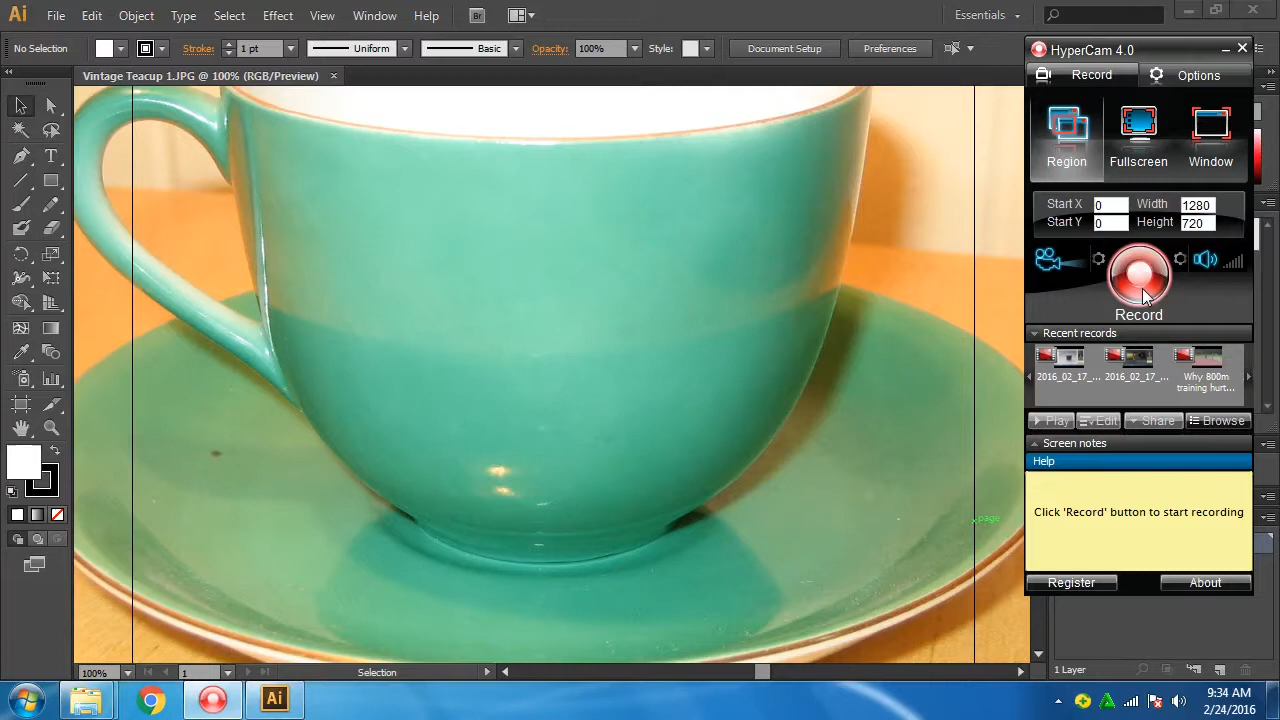 Ai File Edit Object Type Select Effect View Window Help Br Essentials
No Selection Stroke: 1 pt Uniform Basic Opacity: 100% Style: Document Setup Preferences
Vintage Teacup 1.JPG @ 100% (RGB/Preview) ×
HyperCam 4.0
Record Options
Region Fullscreen Window
Start X 0 Width 1280
Start Y 0 Height 720
Record
Recent records
2016_02_17_... 2016_02_17_... Why 800m
training hurt...
Play Edit Share Browse
Screen notes
Help
Click 'Record' button to start recording
page
Register About
100% 1 Selection 1 Layer
Ai 9:34 AM
2/24/2016